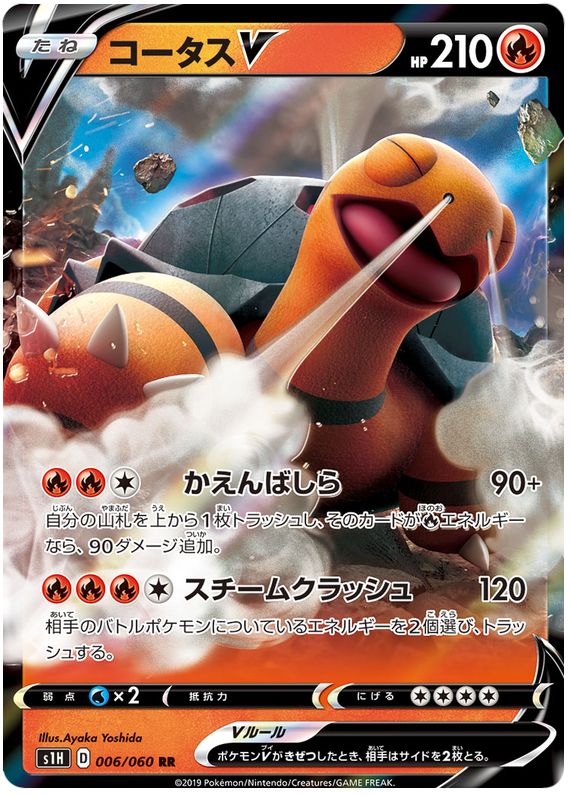 たね コータスV HP210
かえんばしら 90+
自分の山札を上から1枚トラッシュし、そのカードが エネルギー
なら、90ダメージ追加。
スチームクラッシュ 120
相手のバトルポケモンについているエネルギーを2個選び、トラッ
シュする。
弱点 ×2 抵抗力 にげる
Illus.Ayaka Yoshida
Vルール
s1H D 006/060 RR
ポケモンVがきぜつしたとき、相手はサイドを2枚とる。
©2019 Pokémon/Nintendo/Creatures/GAME FREAK.